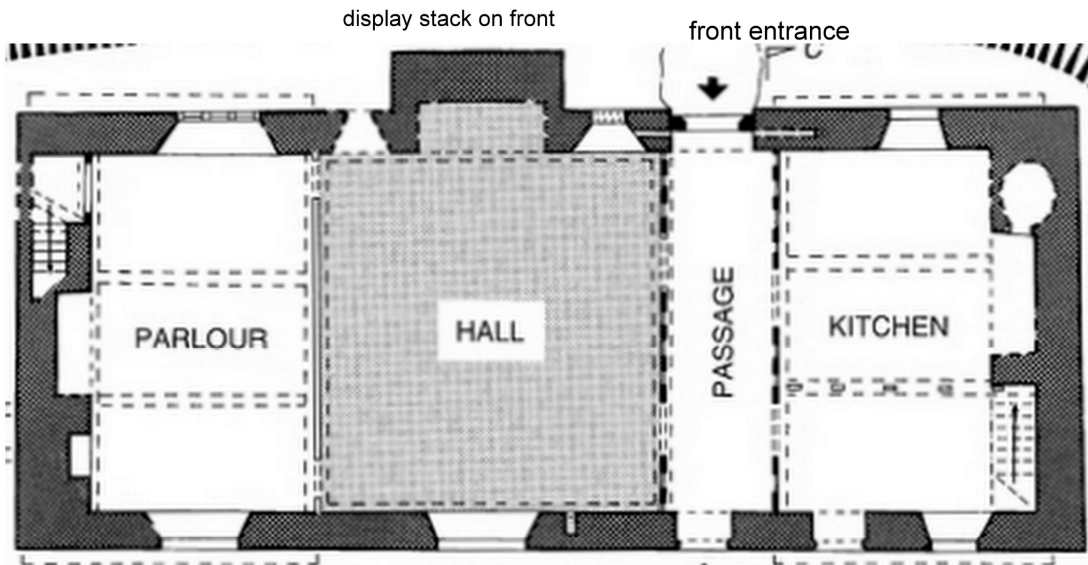 display stack on front
front entrance
C
PARLOUR
HALL
PASSAGE
KITCHEN